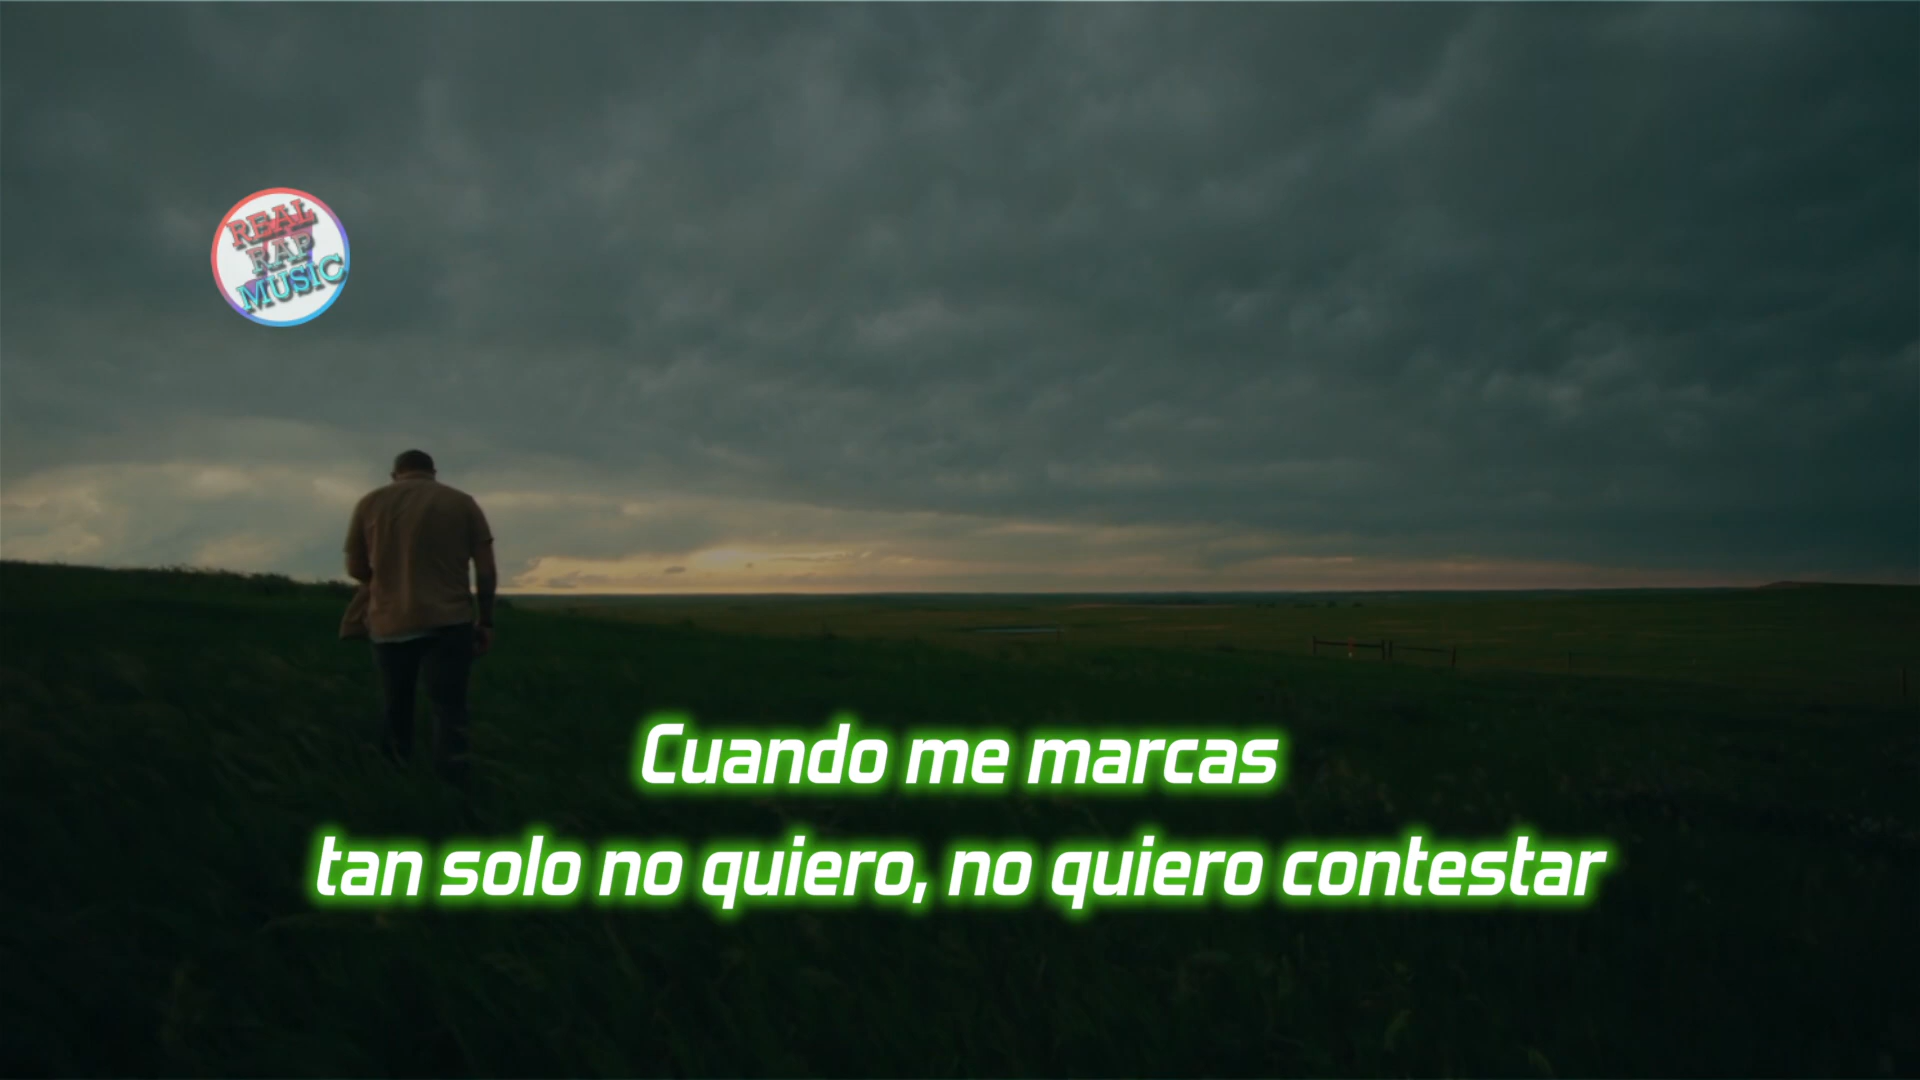 REAL
RAP
MUSIC
Cuando me marcas
tan solo no quiero, no quiero contestar